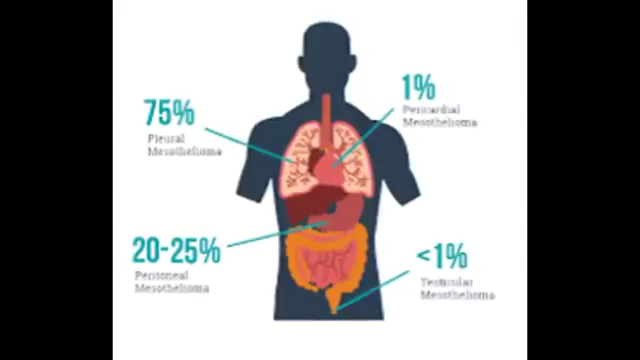 75%
Pleural
Mesothelioma
1%
Pericardial
Mesothelioma
20-25%
Peritoneal
Mesothelioma
<1%
Testicular
Mesothelioma